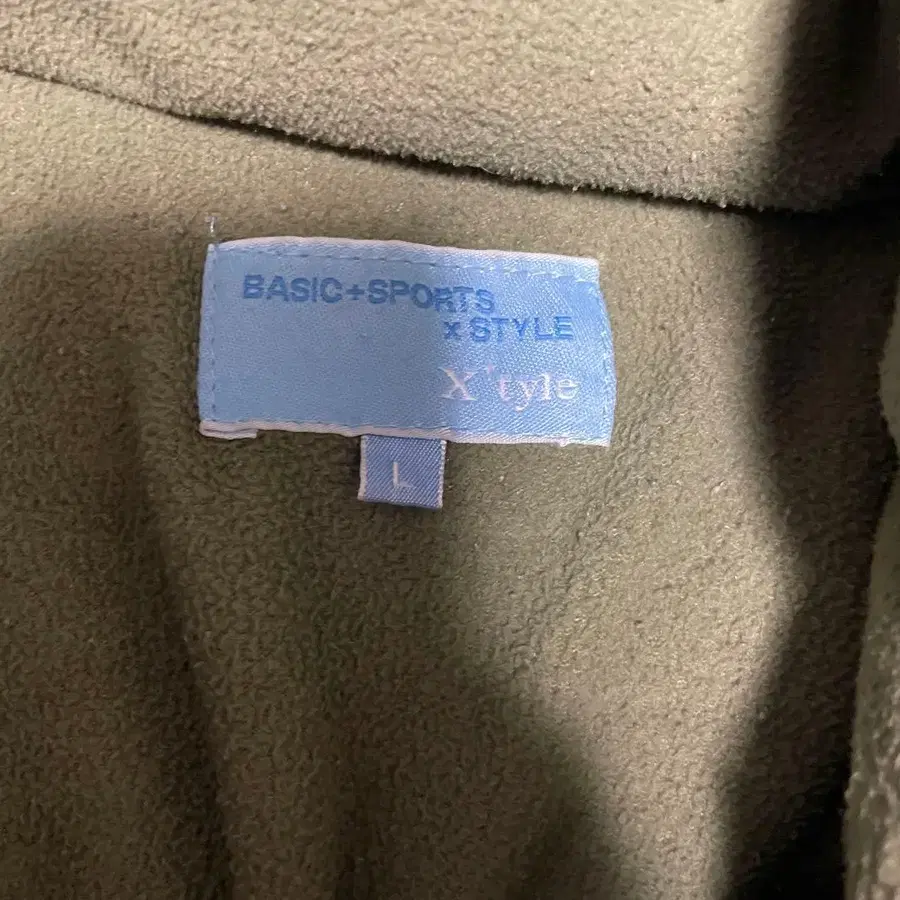 BASIC+SPORTS
x STYLE
X'tyle
L